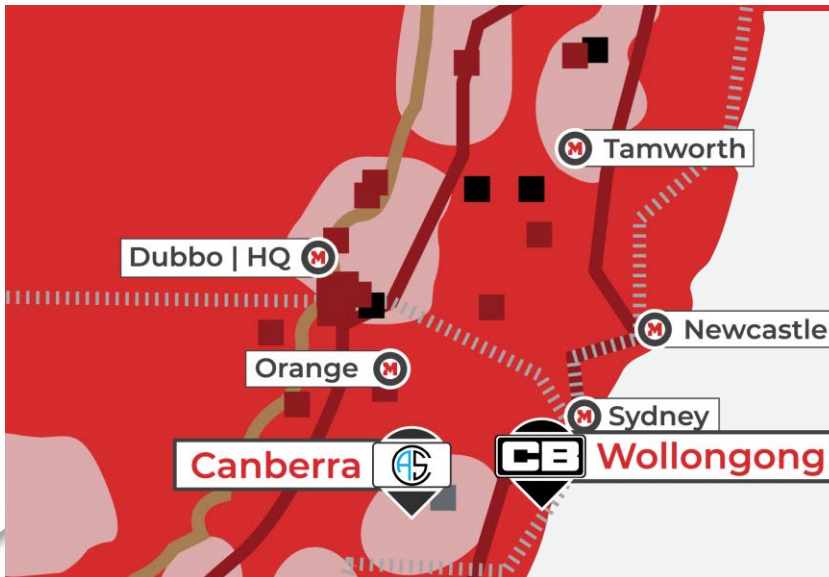 Tamworth
Dubbo | HQ
Newcastle
Orange
Sydney
Canberra
CB Wollongong